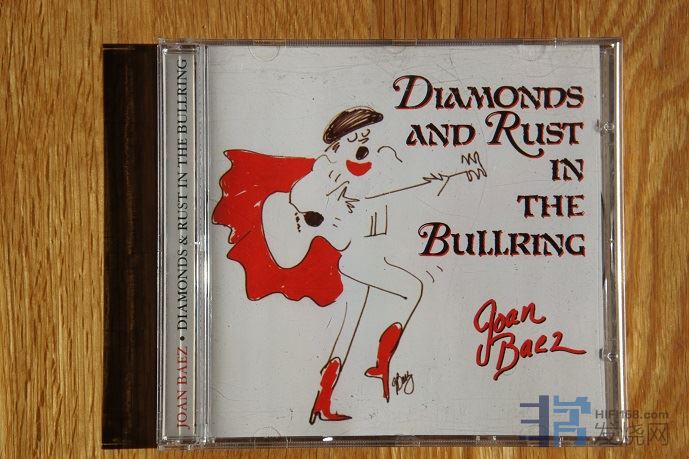 JOAN BAEZ • DIAMONDS & RUST IN THE BULLRING
DIAMONDS
AND RUST
IN
THE
BULLRING
Joan
Baez
HIFI168.com
发烧网